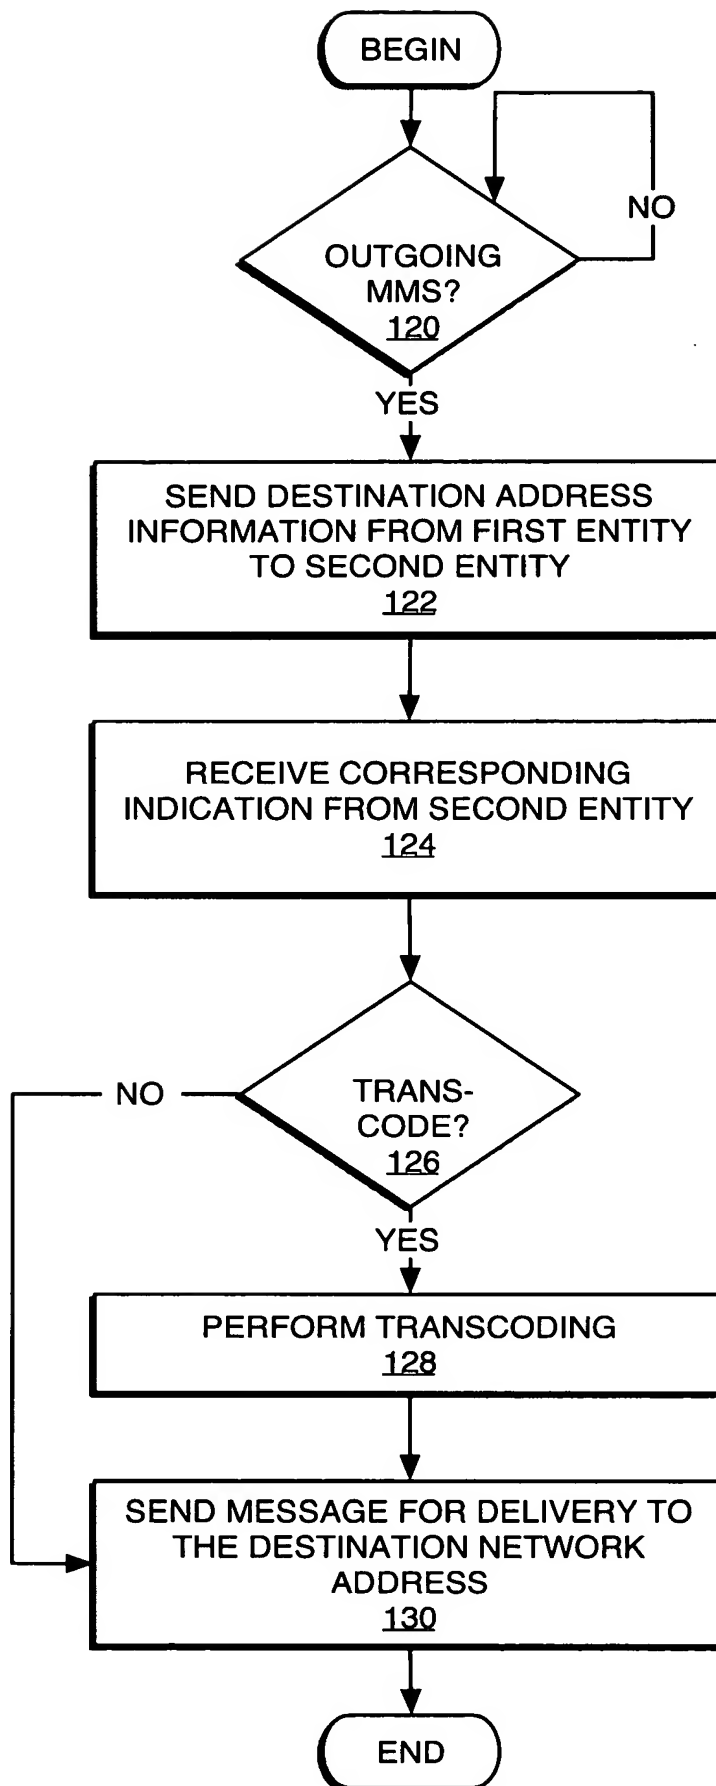 BEGIN
NO
OUTGOING
MMS?
120
YES
SEND DESTINATION ADDRESS
INFORMATION FROM FIRST ENTITY
TO SECOND ENTITY
122
RECEIVE CORRESPONDING
INDICATION FROM SECOND ENTITY
124
NO
TRANS-
CODE?
126
YES
PERFORM TRANSCODING
128
SEND MESSAGE FOR DELIVERY TO
THE DESTINATION NETWORK
ADDRESS
130
END